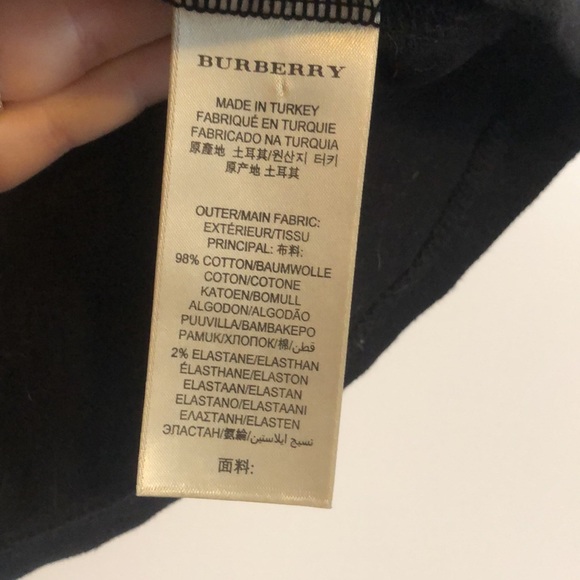 BURBERRY
MADE IN TURKEY
FABRIQUÉ EN TURQUIE
FABRICADO NA TURQUIA
原產地 土耳其/원산지 터키
原产地 土耳其
OUTER/MAIN FABRIC:
EXTÉRIEUR/TISSU
PRINCIPAL: 布料:
98% COTTON/BAUMWOLLE
COTON/COTONE
KATOEN/BOMULL
ALGODON/ALGODÃO
PUUVILLA/BAMBAKEPO
PAMUK/ХЛОПОК/棉/قطن
2% ELASTANE/ELASTHAN
ÉLASTHANE/ELASTON
ELASTAAN/ELASTAN
ELASTANO/ELASTAANI
ΕΛΑΣΤΑΝΗ/ELASTEN
ЭЛАСТАН/氨綸/نسيج ايلاستين
面料: